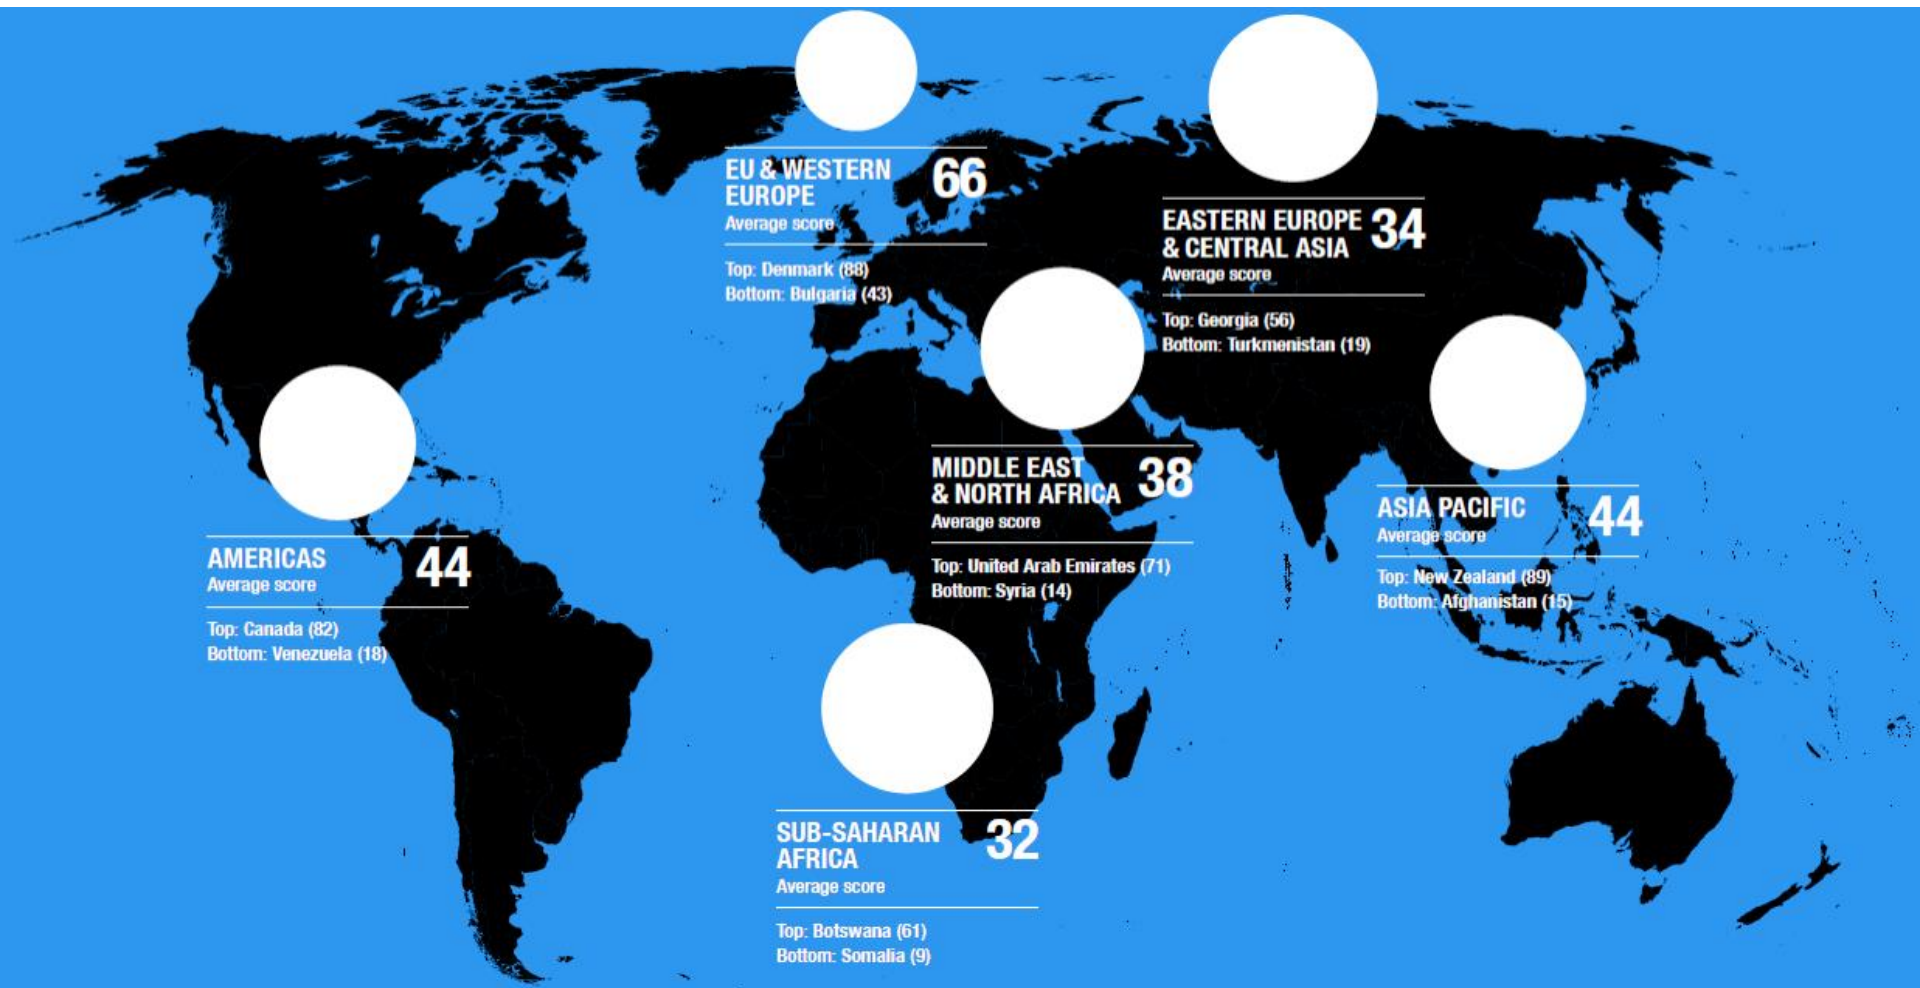 EU & WESTERN
EUROPE
66
Average score
Top: Denmark (88)
Bottom: Bulgaria (43)
EASTERN EUROPE
& CENTRAL ASIA
34
Average score
Top: Georgia (56)
Bottom: Turkmenistan (19)
MIDDLE EAST
& NORTH AFRICA
38
Average score
Top: United Arab Emirates (71)
Bottom: Syria (14)
ASIA PACIFIC
44
Average score
Top: New Zealand (89)
Bottom: Afghanistan (15)
AMERICAS
44
Average score
Top: Canada (82)
Bottom: Venezuela (18)
SUB-SAHARAN
AFRICA
32
Average score
Top: Botswana (61)
Bottom: Somalia (9)